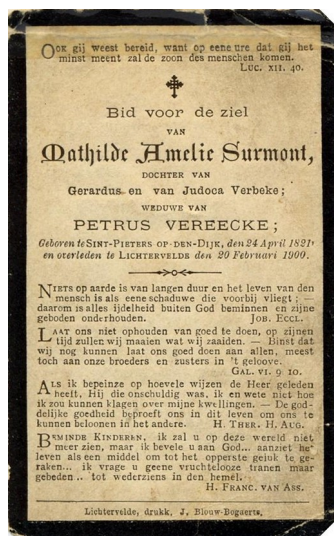 Ook gij weest bereid, want op eene ure dat gij het
minst meent zal de zoon des menschen komen.
Luc. XII. 40.
Bid voor de ziel
VAN
Mathilde Amelie Surmont,
DOCHTER VAN
Gerardus en van Judoca Verbeke;
WEDUWE VAN
PETRUS VEREECKE;
Geboren te SINT-PIETERS OP-DEN-DIJK, den 24 April 1821
en overleden te LICHTERVELDE den 20 Februari 1900.
NIETS op aarde is van langen duur en het leven van den
mensch is als eene schaduwe die voorbij vliegt; —
daarom is alles ijdelheid buiten God beminnen en zijne
geboden onderhouden. JOB. ECCL.
LAAT ons niet ophouden van goed te doen, op zijnen
tijd zullen wij maaien wat wij zaaiden. — Binst dat
wij nog kunnen laat ons goed doen aan allen, meest
toch aan onze broeders en zusters in 't geloove.
GAL. VI. 9 10.
ALS ik bepeinze op hoevele wijzen de Heer geleden
heeft, Hij die onschuldig was, ik en wete niet hoe
ik zou kunnen klagen over mijne kwellingen. — De god-
delijke goedheid beproeft ons in dit leven om ons te
kunnen beloonen in het andere. H. THER. H. AUG.
BEMINDE KINDEREN, ik zal u op deze wereld niet
meer zien, maar ik bevele u aan God... aanziet he
leven als een middel om tot het opperste geluk te ge-
raken... ik vrage u geene vruchtelooze tranen maar
gebeden.. tot wederziens in den hemel.
H. FRANC. VAN ASS.
Lichtervelde, drukk, J. Blouw-Bogaerts.